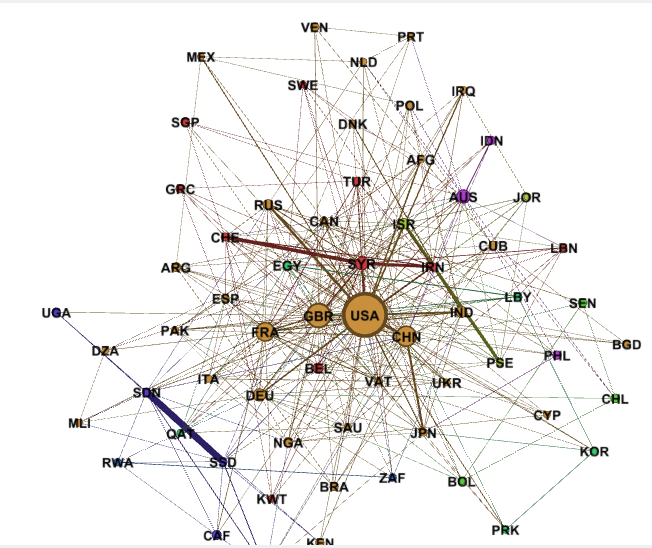 VEN
PRT
MEX
NLD
SWE
IRQ
POL
SGP
DNK
IDN
AFG
TUR
GRC
AUS
JOR
RUS
CAN
ISR
CHE
CUB
LBN
ARG
EGY
SYR
IRN
ESP
LBY
SEN
UGA
GBR
USA
IND
PAK
FRA
CHN
BGD
DZA
PHL
PSE
BEL
ITA
VAT
UKR
SDN
DEU
CHL
MLI
CYP
QAT
SAU
JPN
NGA
KOR
RWA
SSD
ZAF
BOL
BRA
KWT
PRK
CAF
KEN